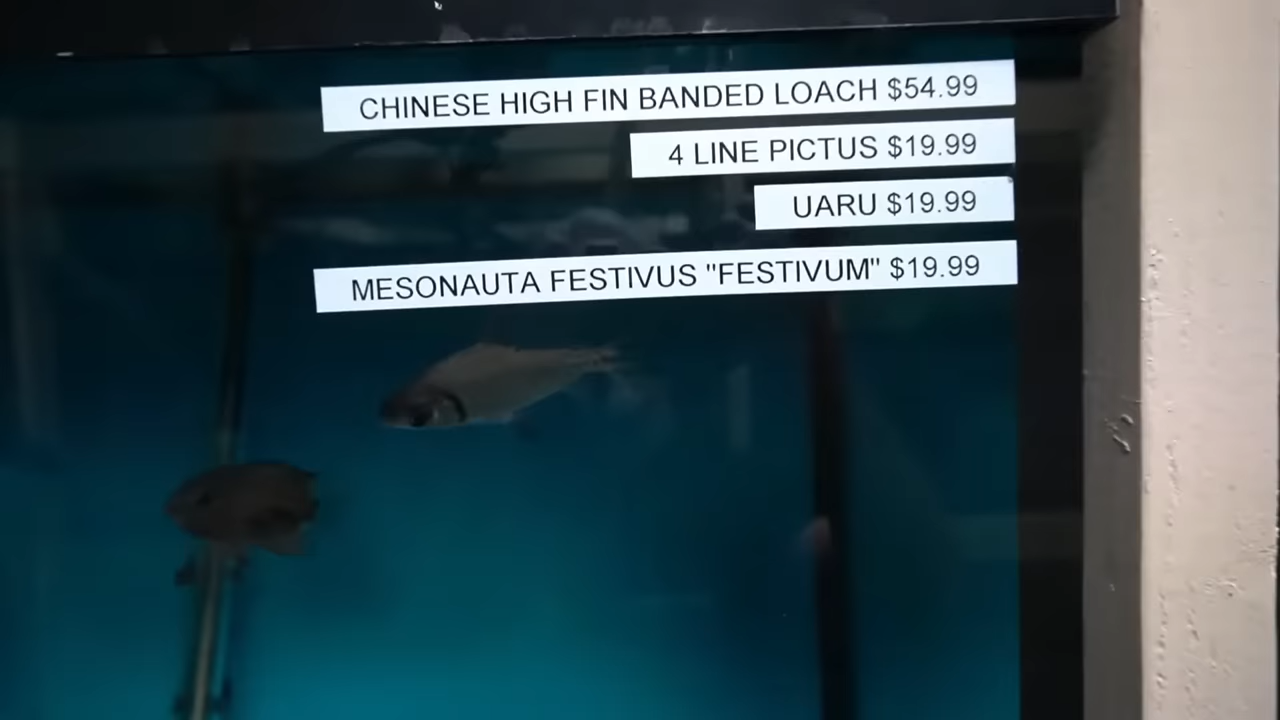 CHINESE HIGH FIN BANDED LOACH $54.99
4 LINE PICTUS $19.99
UARU $19.99
MESONAUTA FESTIVUS "FESTIVUM" $19.99